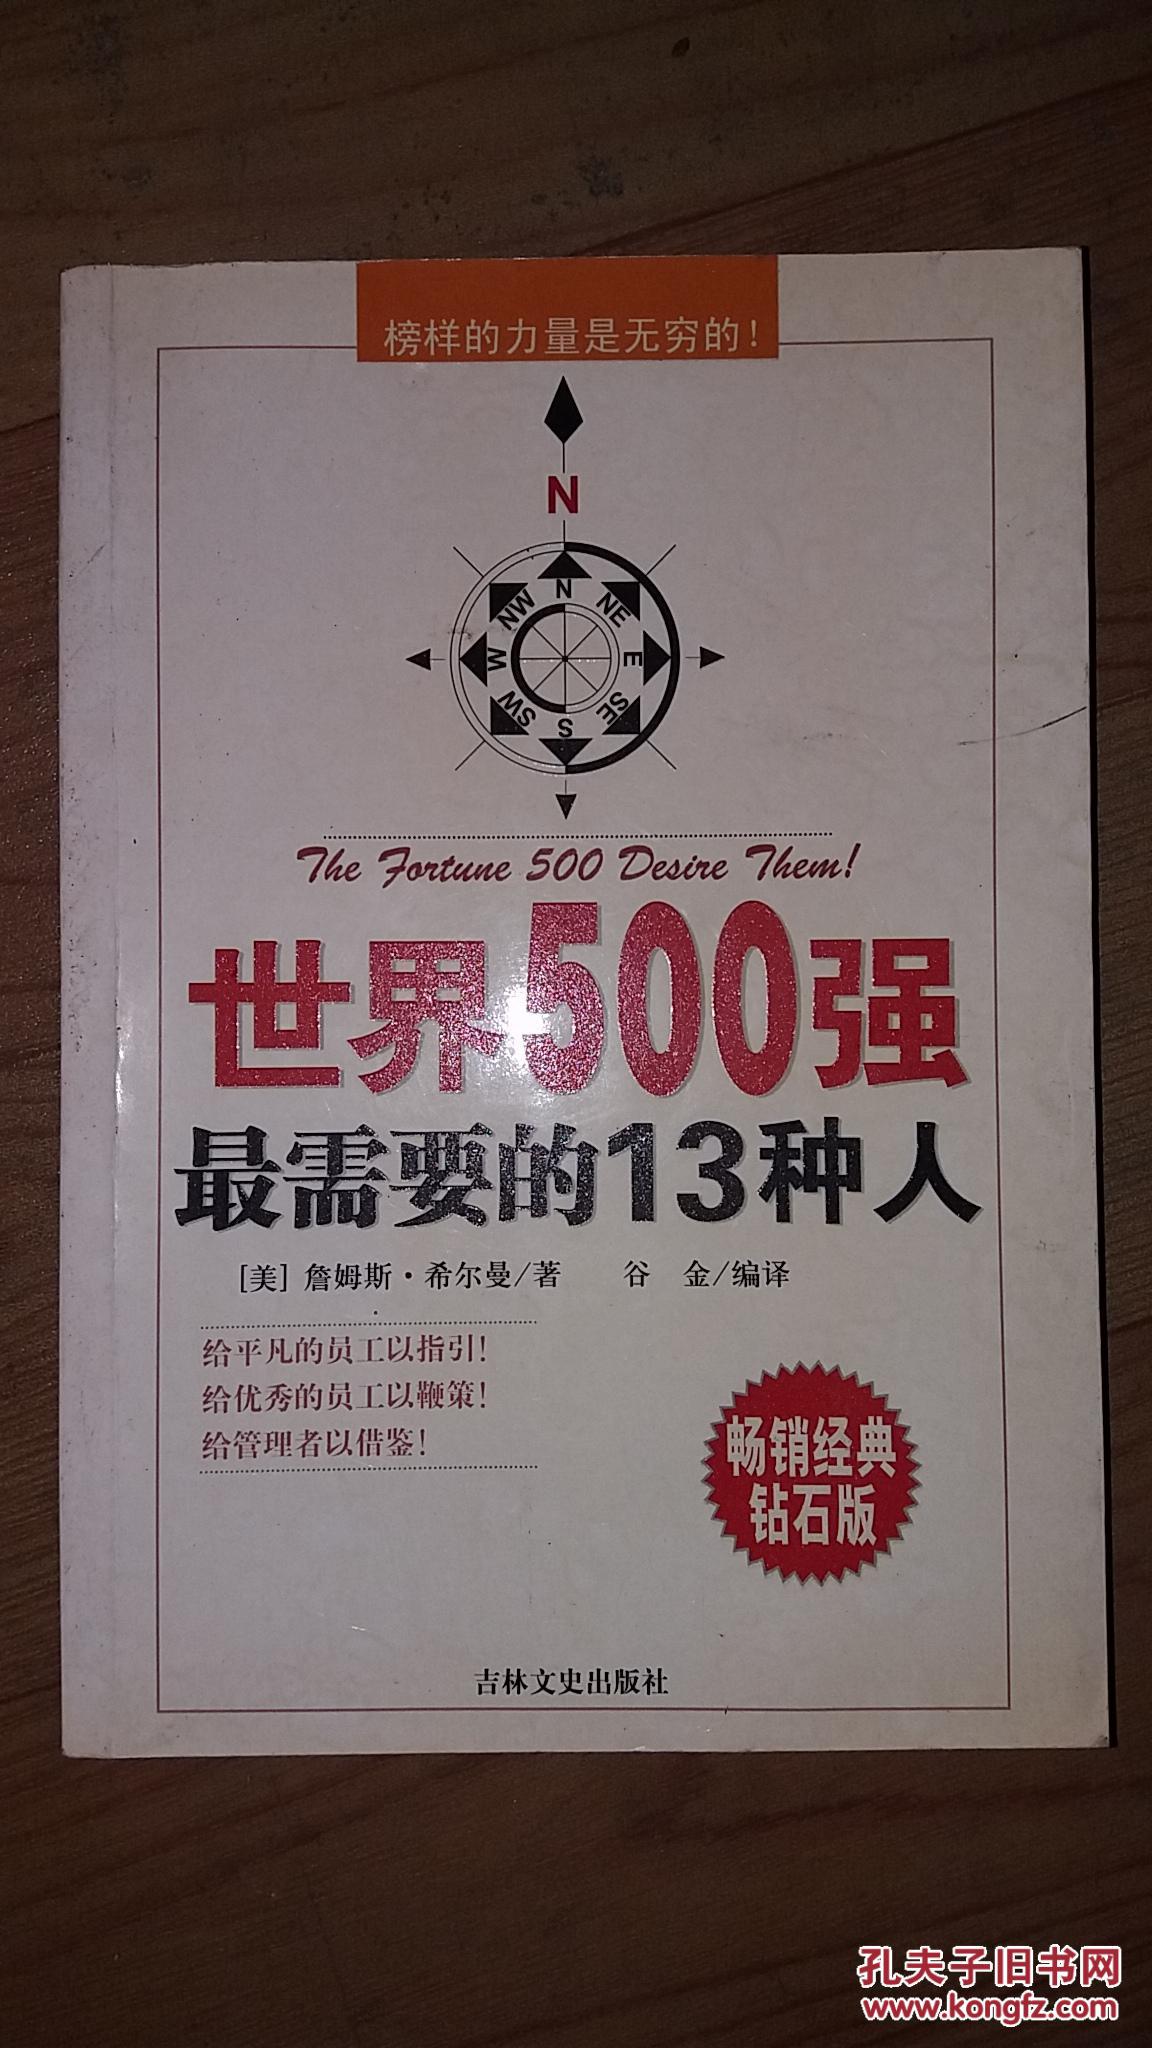 榜样的力量是无穷的!
N
N
NW
NE
W
E
SW
SE
S
The Fortune 500 Desire Them!
世界500强
最需要的13种人
[美] 詹姆斯·希尔曼/著 谷 金/编译
给平凡的员工以指引!
给优秀的员工以鞭策!
给管理者以借鉴!
畅销经典
钻石版
吉林文史出版社
孔夫子旧书网
www.kongfz.com